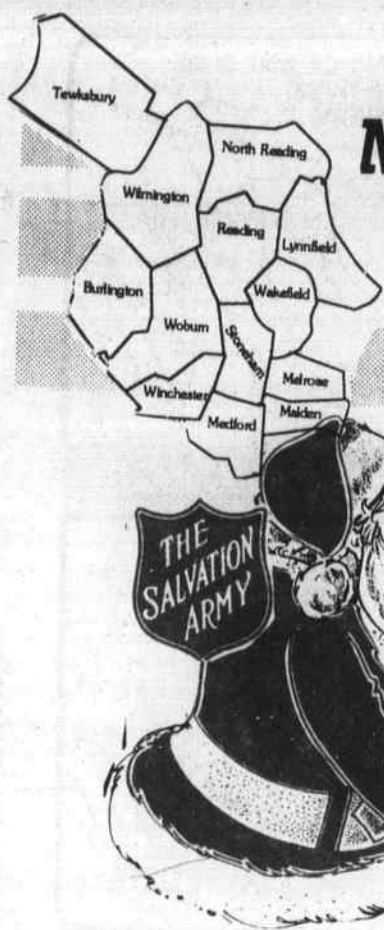 Tewksbury
North Reading
Wilmington
Reading
Lynnfield
Burlington
Wakefield
Woburn
Stoneham
Winchester
Melrose
Medford
Malden
THE
SALVATION
ARMY